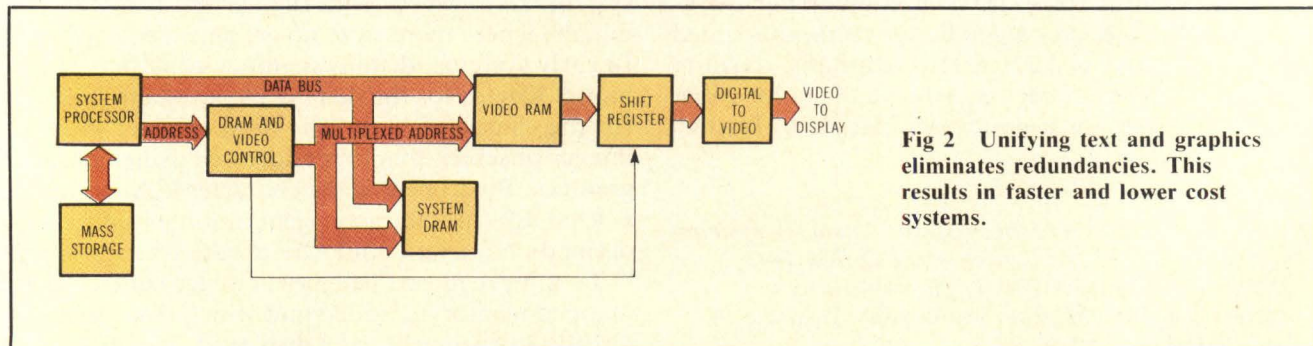 SYSTEM
PROCESSOR
DATA BUS
ADDRESS
DRAM AND
VIDEO
CONTROL
MULTIPLEXED ADDRESS
VIDEO RAM
SHIFT
REGISTER
DIGITAL
TO
VIDEO
VIDEO
TO
DISPLAY
MASS
STORAGE
SYSTEM
DRAM
Fig 2 Unifying text and graphics
eliminates redundancies. This
results in faster and lower cost
systems.